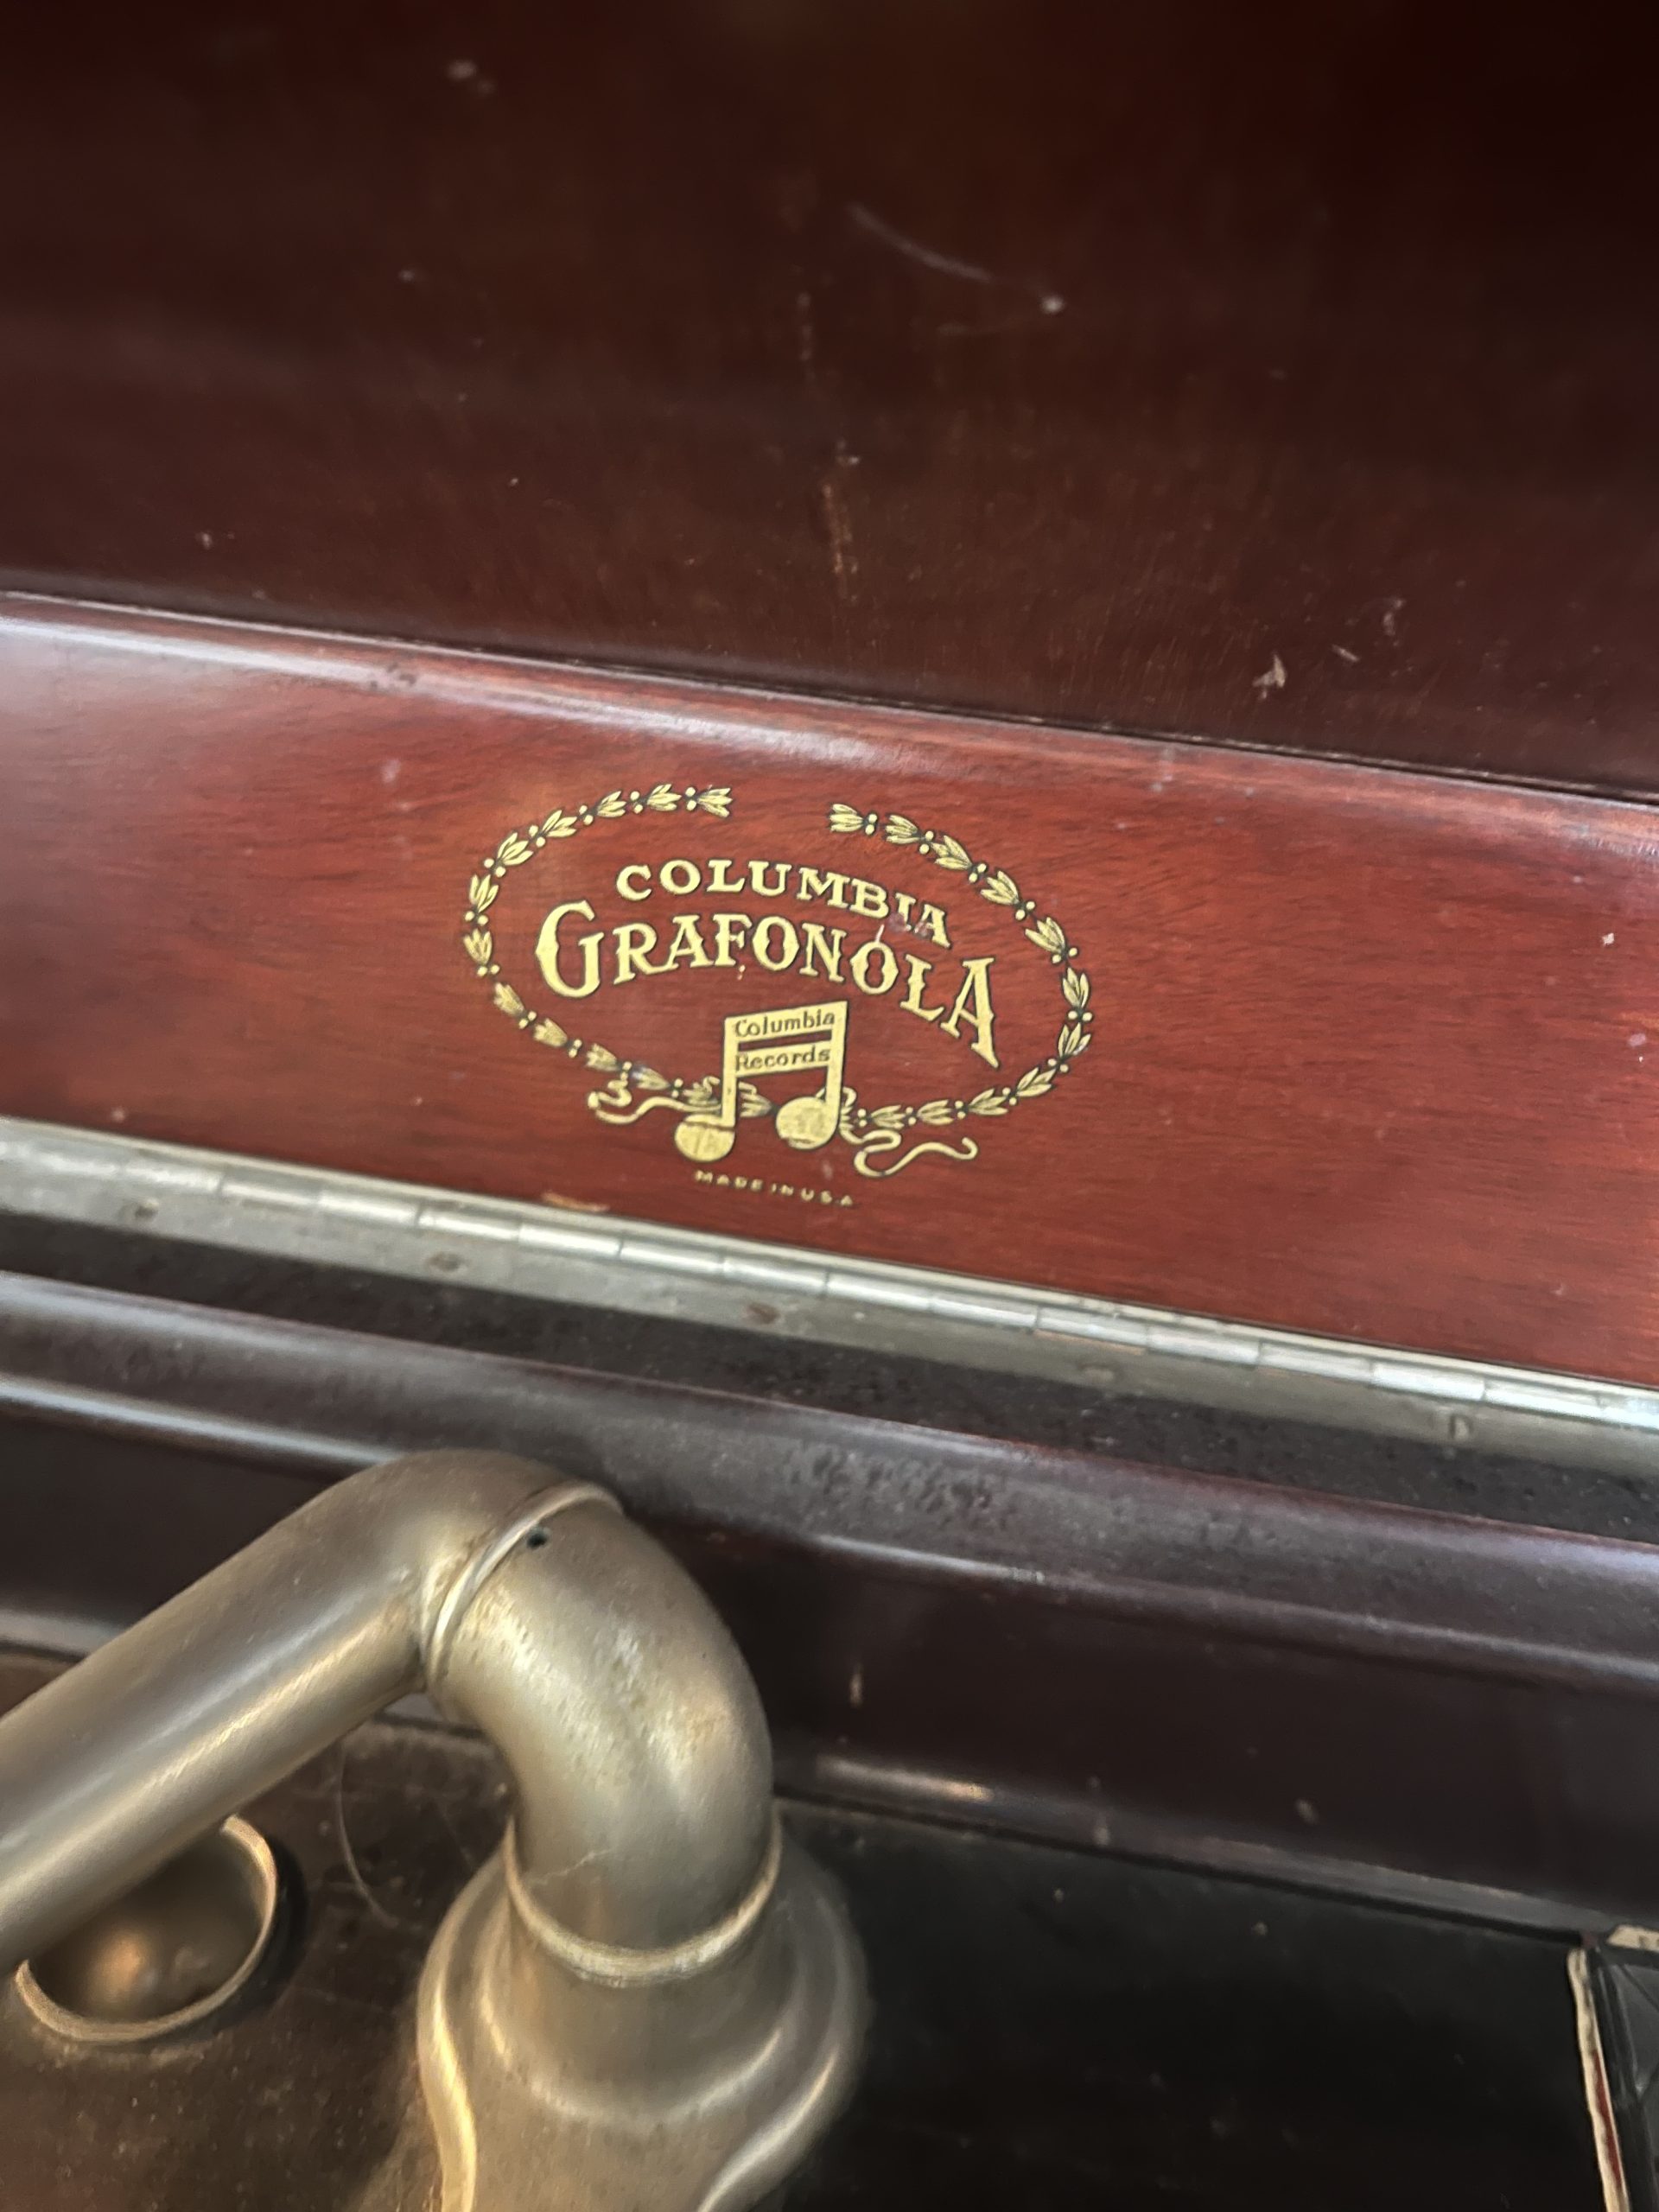 COLUMBIA
GRAFONOLA
Columbia
Records
MADE IN U.S.A